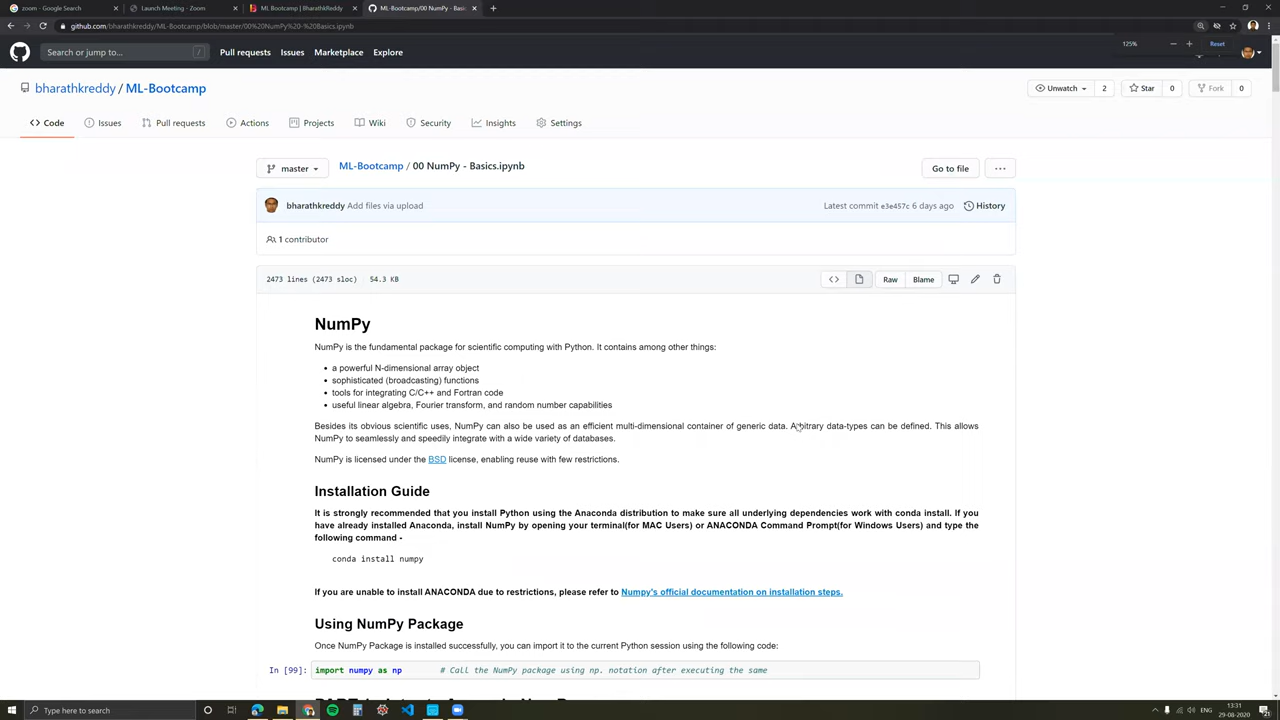 zoom - Google Search
Launch Meeting - Zoom
ML Bootcamp | BharathKreddy
ML-Bootcamp/00 NumPy - Basic
github.com/bharathkreddy/ML-Bootcamp/blob/master/00%20NumPy%20-%20Basics.ipynb
125%
Reset
Search or jump to...
/
Pull requests
Issues
Marketplace
Explore
bharathkreddy / ML-Bootcamp
Unwatch 2
Star 0
Fork 0
Code
Issues
Pull requests
Actions
Projects
Wiki
Security
Insights
Settings
master
ML-Bootcamp / 00 NumPy - Basics.ipynb
Go to file
...
bharathkreddy Add files via upload
Latest commit e3e457c 6 days ago
History
1 contributor
2473 lines (2473 sloc) 54.3 KB
<>
Raw
Blame
NumPy
NumPy is the fundamental package for scientific computing with Python. It contains among other things:
• a powerful N-dimensional array object
• sophisticated (broadcasting) functions
• tools for integrating C/C++ and Fortran code
• useful linear algebra, Fourier transform, and random number capabilities
Besides its obvious scientific uses, NumPy can also be used as an efficient multi-dimensional container of generic data. Arbitrary data-types can be defined. This allows
NumPy to seamlessly and speedily integrate with a wide variety of databases.
NumPy is licensed under the BSD license, enabling reuse with few restrictions.
Installation Guide
It is strongly recommended that you install Python using the Anaconda distribution to make sure all underlying dependencies work with conda install. If you
have already installed Anaconda, install NumPy by opening your terminal(for MAC Users) or ANACONDA Command Prompt(for Windows Users) and type the
following command -
conda install numpy
If you are unable to install ANACONDA due to restrictions, please refer to Numpy's official documentation on installation steps.
Using NumPy Package
Once NumPy Package is installed successfully, you can import it to the current Python session using the following code:
In [99]: import numpy as np # Call the NumPy package using np. notation after executing the same
Type here to search
ENG
13:31
29-08-2020